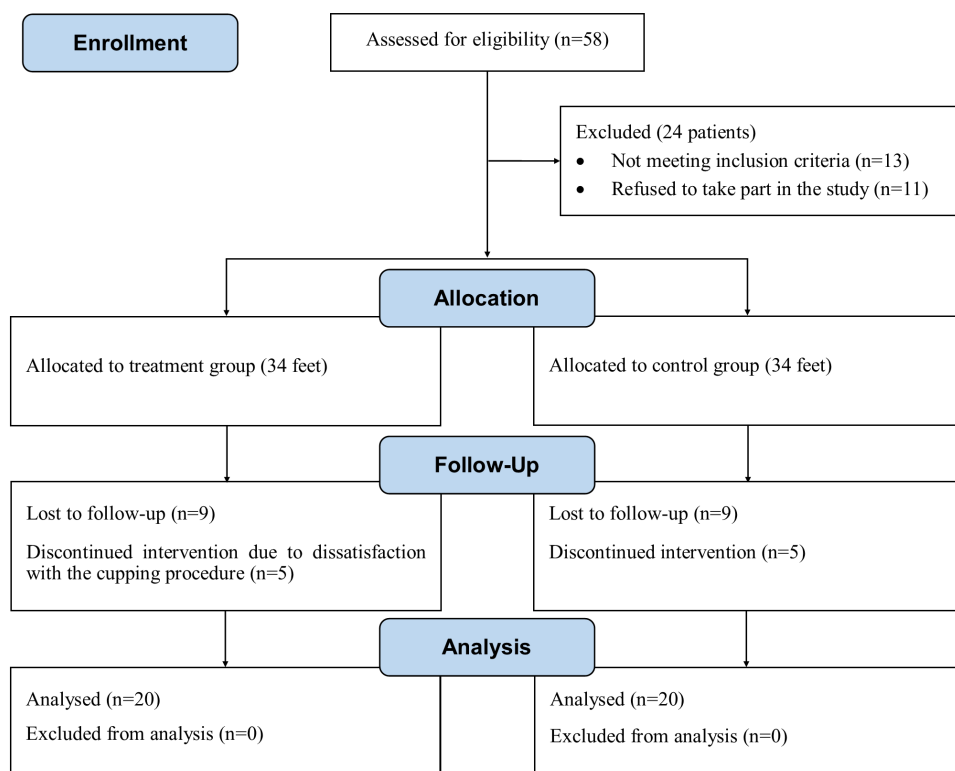 Enrollment
Assessed for eligibility (n=58)
Excluded (24 patients)
• Not meeting inclusion criteria (n=13)
• Refused to take part in the study (n=11)
Allocation
Allocated to treatment group (34 feet)
Allocated to control group (34 feet)
Follow-Up
Lost to follow-up (n=9)
Discontinued intervention due to dissatisfaction
with the cupping procedure (n=5)
Lost to follow-up (n=9)
Discontinued intervention (n=5)
Analysis
Analysed (n=20)
Excluded from analysis (n=0)
Analysed (n=20)
Excluded from analysis (n=0)